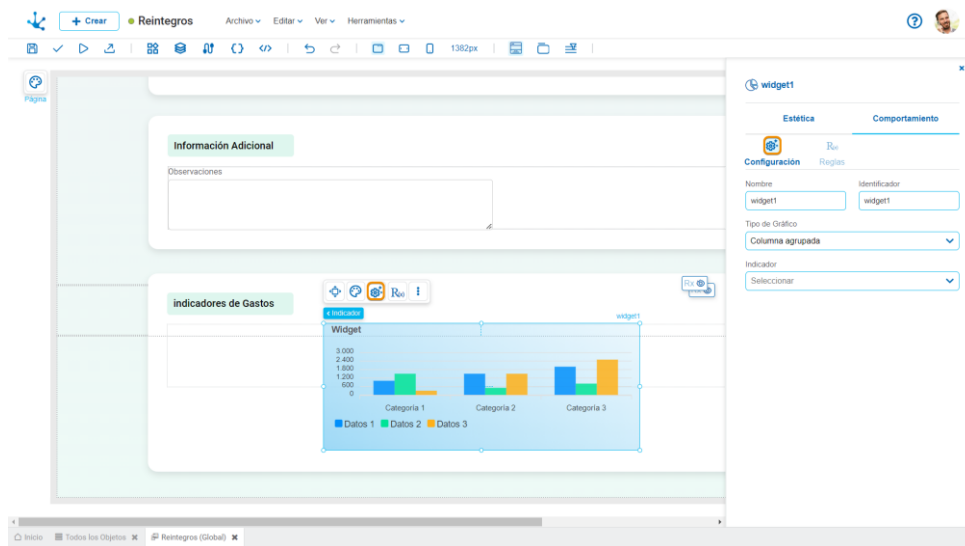 + Crear
Reintegros
Archivo
Editar
Ver
Herramientas
1382px
Página
Información Adicional
Observaciones
indicadores de Gastos
Rx
Indicador
widget1
Widget
3.000
2.400
1.800
1.200
600
0
Categoría 1
Categoría 2
Categoría 3
Datos 1
Datos 2
Datos 3
widget1
Estética
Comportamiento
Configuración
Reglas
Nombre
Identificador
widget1
widget1
Tipo de Gráfico
Columna agrupada
Indicador
Seleccionar
Inicio
Todos los Objetos
Reintegros (Global)